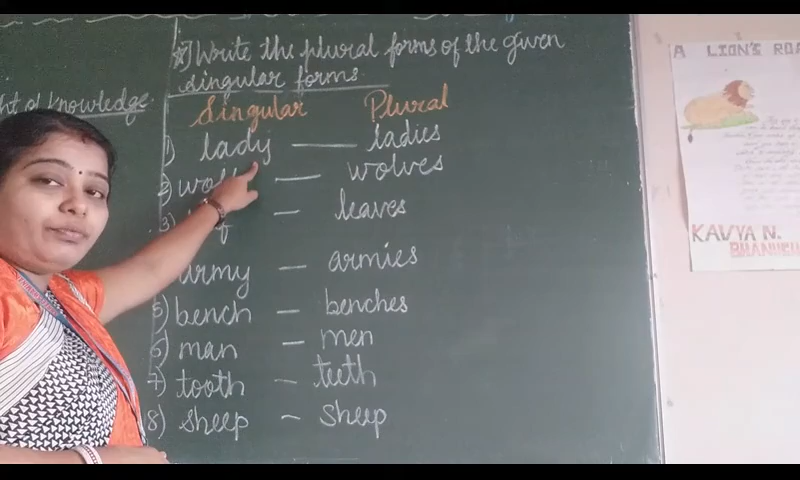 ht of Knowledge.
*] Write the plural forms of the given
singular forms.
Singular Plural
1) lady — ladies
2) wolf — wolves
3) — leaves
army — armies
5) bench — benches
6) man — men
7) tooth — teeth
8) sheep — sheep
A LION'S ROA
KAVYA N.
BHANUSH